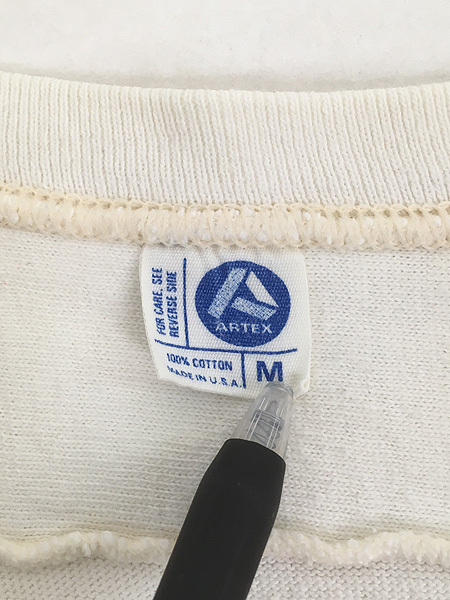 FOR CARE, SEE
REVERSE SIDE
ARTEX
100% COTTON
MADE IN U.S.A.
M